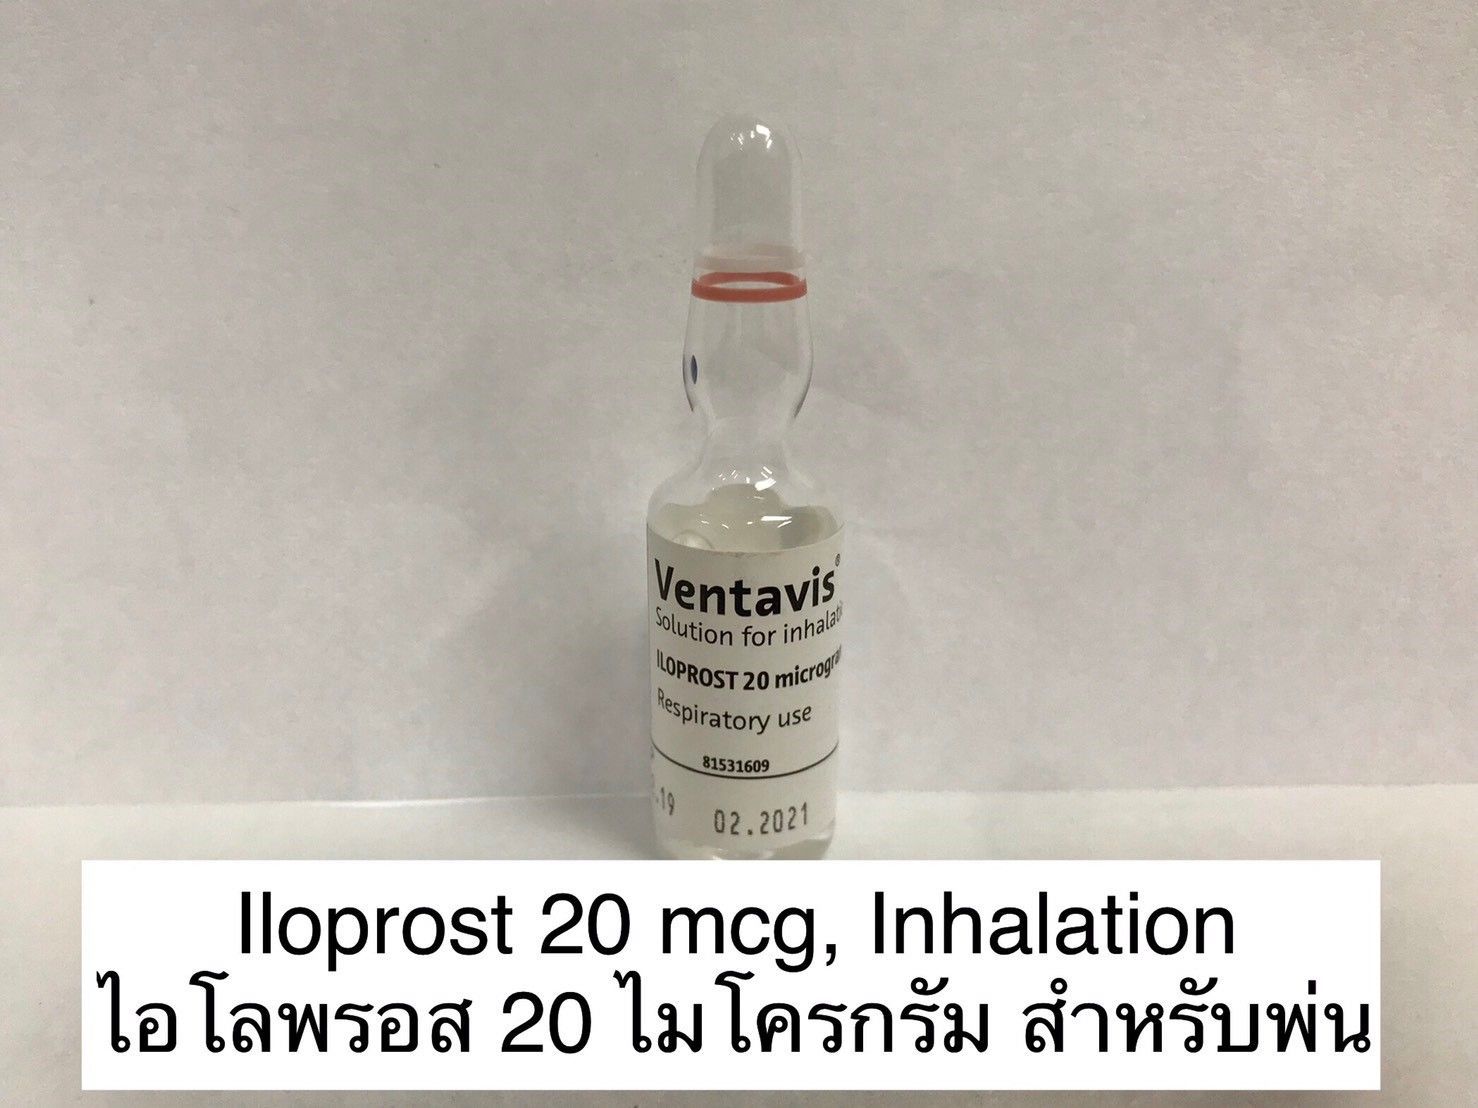 Ventavis®
Solution for
ILOPROST 20
Respiratory use
81531609
.19 02.2021
Iloprost 20 mcg, Inhalation
ไอโลพรอส 20 ไมโครกรัม สำหรับพ่น